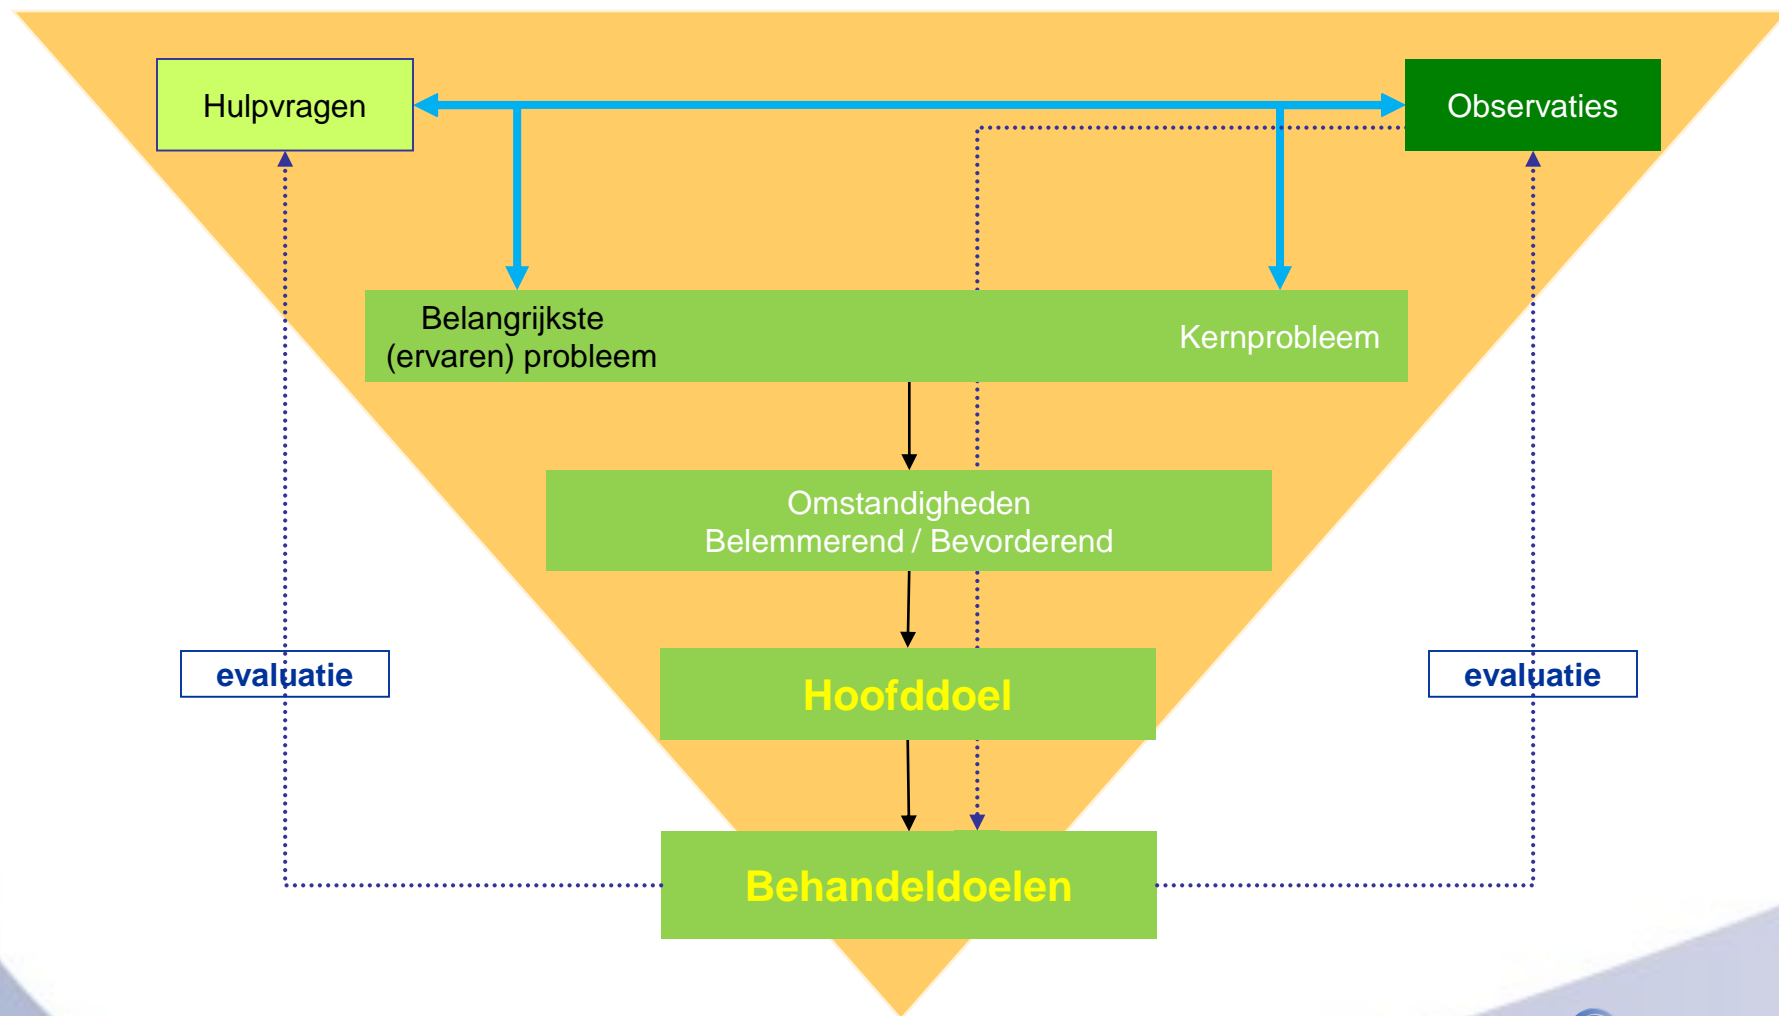 Hulpvragen
Observaties
Belangrijkste
(ervaren) probleem
Kernprobleem
Omstandigheden
Belemmerend / Bevorderend
evaluatie
Hoofddoel
evaluatie
Behandeldoelen